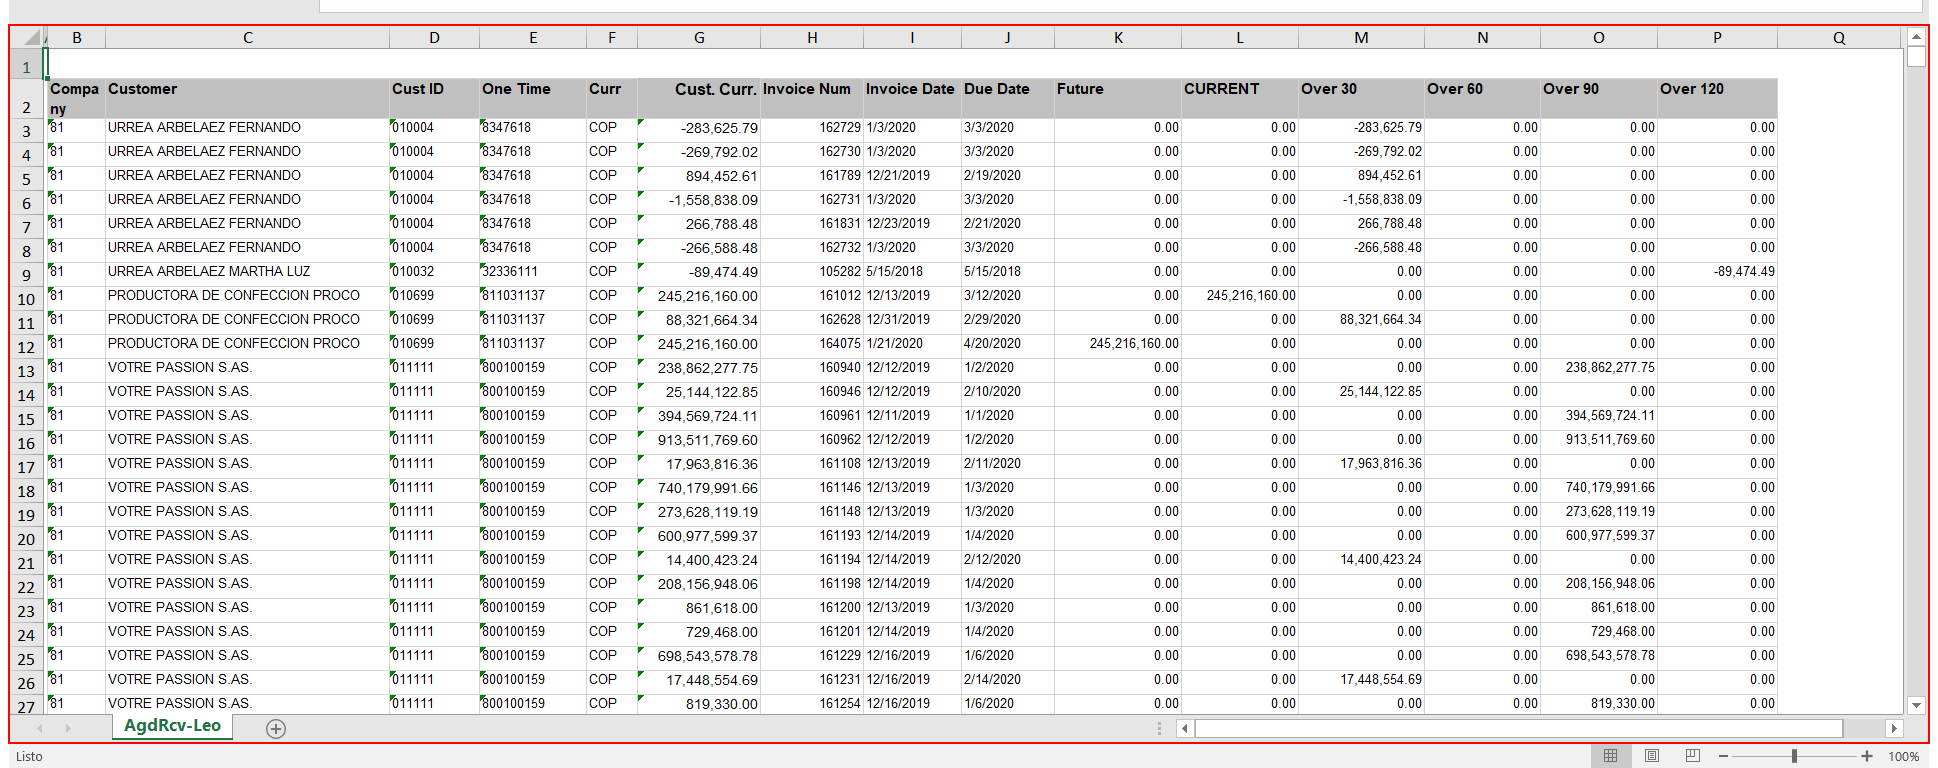 A B C D E F G H I J K L M N O P Q
1
2 Company Customer Cust ID One Time Curr Cust. Curr. Invoice Num Invoice Date Due Date Future CURRENT Over 30 Over 60 Over 90 Over 120
3 81 URREA ARBELAEZ FERNANDO 010004 8347618 COP -283,625.79 162729 1/3/2020 3/3/2020 0.00 0.00 -283,625.79 0.00 0.00 0.00
4 81 URREA ARBELAEZ FERNANDO 010004 8347618 COP -269,792.02 162730 1/3/2020 3/3/2020 0.00 0.00 -269,792.02 0.00 0.00 0.00
5 81 URREA ARBELAEZ FERNANDO 010004 8347618 COP 894,452.61 161789 12/21/2019 2/19/2020 0.00 0.00 894,452.61 0.00 0.00 0.00
6 81 URREA ARBELAEZ FERNANDO 010004 8347618 COP -1,558,838.09 162731 1/3/2020 3/3/2020 0.00 0.00 -1,558,838.09 0.00 0.00 0.00
7 81 URREA ARBELAEZ FERNANDO 010004 8347618 COP 266,788.48 161831 12/23/2019 2/21/2020 0.00 0.00 266,788.48 0.00 0.00 0.00
8 81 URREA ARBELAEZ FERNANDO 010004 8347618 COP -266,588.48 162732 1/3/2020 3/3/2020 0.00 0.00 -266,588.48 0.00 0.00 0.00
9 81 URREA ARBELAEZ MARTHA LUZ 010032 32336111 COP -89,474.49 105282 5/15/2018 5/15/2018 0.00 0.00 0.00 0.00 0.00 -89,474.49
10 81 PRODUCTORA DE CONFECCION PROCO 010699 811031137 COP 245,216,160.00 161012 12/13/2019 3/12/2020 0.00 245,216,160.00 0.00 0.00 0.00 0.00
11 81 PRODUCTORA DE CONFECCION PROCO 010699 811031137 COP 88,321,664.34 162628 12/31/2019 2/29/2020 0.00 0.00 88,321,664.34 0.00 0.00 0.00
12 81 PRODUCTORA DE CONFECCION PROCO 010699 811031137 COP 245,216,160.00 164075 1/21/2020 4/20/2020 245,216,160.00 0.00 0.00 0.00 0.00 0.00
13 81 VOTRE PASSION S.AS. 011111 800100159 COP 238,862,277.75 160940 12/12/2019 1/2/2020 0.00 0.00 0.00 0.00 238,862,277.75 0.00
14 81 VOTRE PASSION S.AS. 011111 800100159 COP 25,144,122.85 160946 12/12/2019 2/10/2020 0.00 0.00 25,144,122.85 0.00 0.00 0.00
15 81 VOTRE PASSION S.AS. 011111 800100159 COP 394,569,724.11 160961 12/11/2019 1/1/2020 0.00 0.00 0.00 0.00 394,569,724.11 0.00
16 81 VOTRE PASSION S.AS. 011111 800100159 COP 913,511,769.60 160962 12/12/2019 1/2/2020 0.00 0.00 0.00 0.00 913,511,769.60 0.00
17 81 VOTRE PASSION S.AS. 011111 800100159 COP 17,963,816.36 161108 12/13/2019 2/11/2020 0.00 0.00 17,963,816.36 0.00 0.00 0.00
18 81 VOTRE PASSION S.AS. 011111 800100159 COP 740,179,991.66 161146 12/13/2019 1/3/2020 0.00 0.00 0.00 0.00 740,179,991.66 0.00
19 81 VOTRE PASSION S.AS. 011111 800100159 COP 273,628,119.19 161148 12/13/2019 1/3/2020 0.00 0.00 0.00 0.00 273,628,119.19 0.00
20 81 VOTRE PASSION S.AS. 011111 800100159 COP 600,977,599.37 161193 12/14/2019 1/4/2020 0.00 0.00 0.00 0.00 600,977,599.37 0.00
21 81 VOTRE PASSION S.AS. 011111 800100159 COP 14,400,423.24 161194 12/14/2019 2/12/2020 0.00 0.00 14,400,423.24 0.00 0.00 0.00
22 81 VOTRE PASSION S.AS. 011111 800100159 COP 208,156,948.06 161198 12/14/2019 1/4/2020 0.00 0.00 0.00 0.00 208,156,948.06 0.00
23 81 VOTRE PASSION S.AS. 011111 800100159 COP 861,618.00 161200 12/13/2019 1/3/2020 0.00 0.00 0.00 0.00 861,618.00 0.00
24 81 VOTRE PASSION S.AS. 011111 800100159 COP 729,468.00 161201 12/14/2019 1/4/2020 0.00 0.00 0.00 0.00 729,468.00 0.00
25 81 VOTRE PASSION S.AS. 011111 800100159 COP 698,543,578.78 161229 12/16/2019 1/6/2020 0.00 0.00 0.00 0.00 698,543,578.78 0.00
26 81 VOTRE PASSION S.AS. 011111 800100159 COP 17,448,554.69 161231 12/16/2019 2/14/2020 0.00 0.00 17,448,554.69 0.00 0.00 0.00
27 81 VOTRE PASSION S.AS. 011111 800100159 COP 819,330.00 161254 12/16/2019 1/6/2020 0.00 0.00 0.00 0.00 819,330.00 0.00
AgdRcv-Leo
Listo 100%